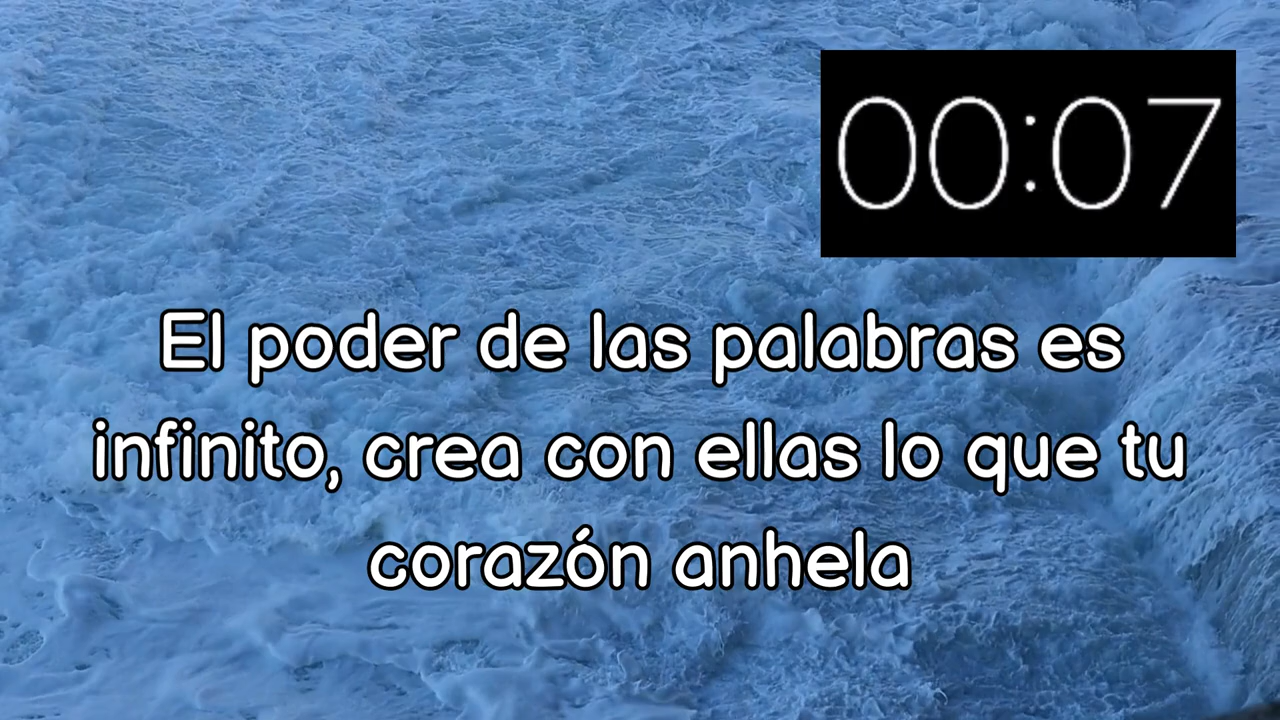 00:07
El poder de las palabras es
infinito, crea con ellas lo que tu
corazón anhela